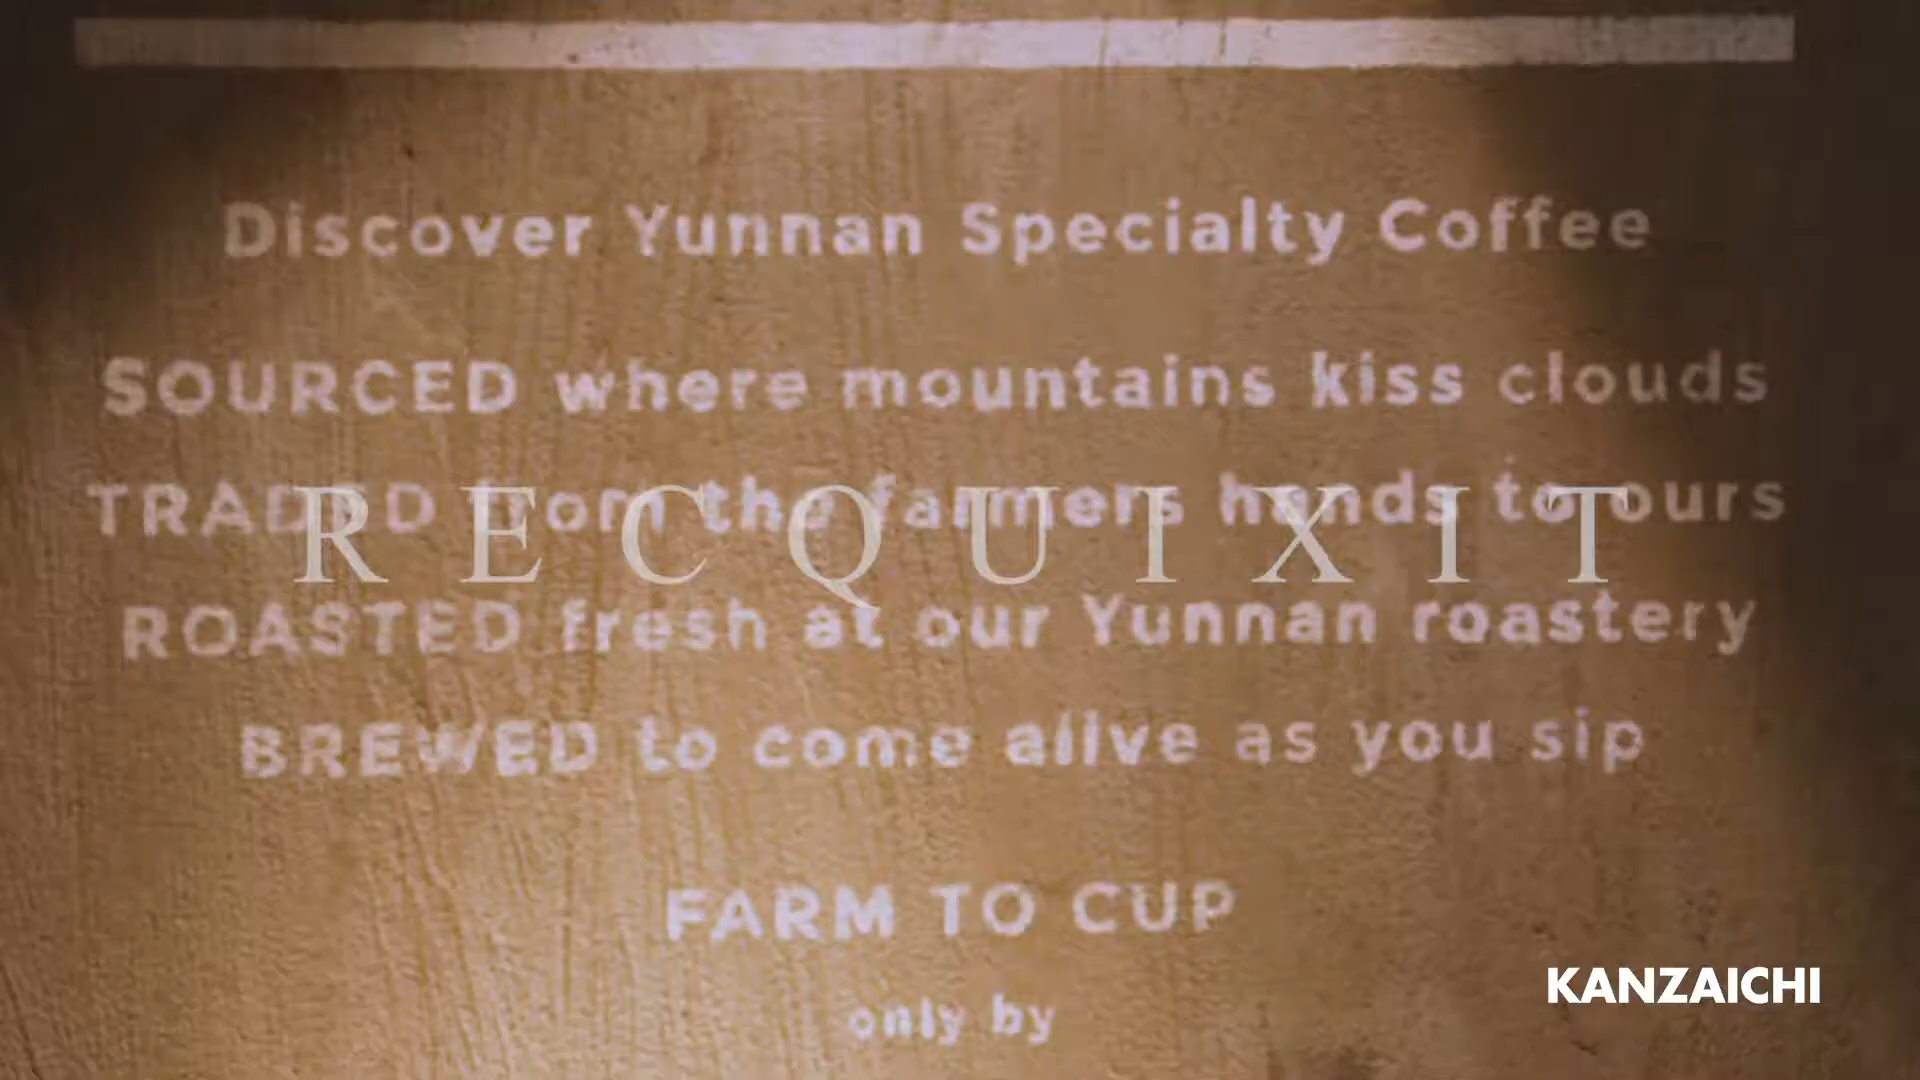 Discover Yunnan Specialty Coffee
SOURCED where mountains kiss clouds
TRADED from the farmers hands to ours
RECQUIXIT
ROASTED fresh at our Yunnan roastery
BREWED to come alive as you sip
FARM TO CUP
only by
KANZAICHI